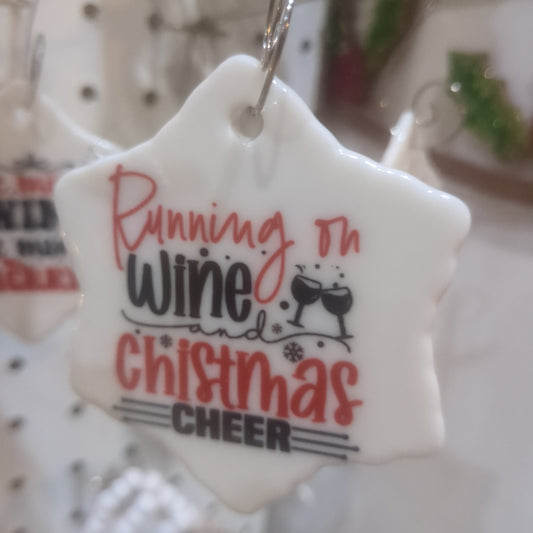 Running on
Wine
and
Chistmas
CHEER